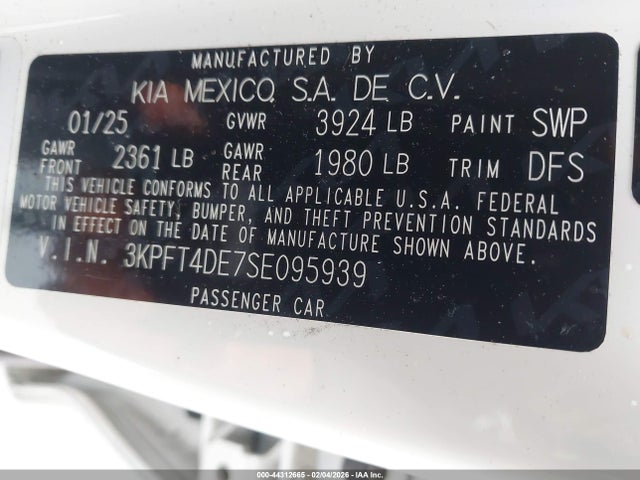 MANUFACTURED BY
KIA MEXICO, S.A. DE C.V.
01/25 GVWR 3924 LB PAINT SWP
GAWR FRONT 2361 LB GAWR REAR 1980 LB TRIM DFS
THIS VEHICLE CONFORMS TO ALL APPLICABLE U.S.A. FEDERAL
MOTOR VEHICLE SAFETY, BUMPER, AND THEFT PREVENTION STANDARDS
IN EFFECT ON THE DATE OF MANUFACTURE SHOWN ABOVE.
V.I.N. 3KPFT4DE7SE095939
PASSENGER CAR
000-44312665 - 02/04/2026 - IAAI.COM